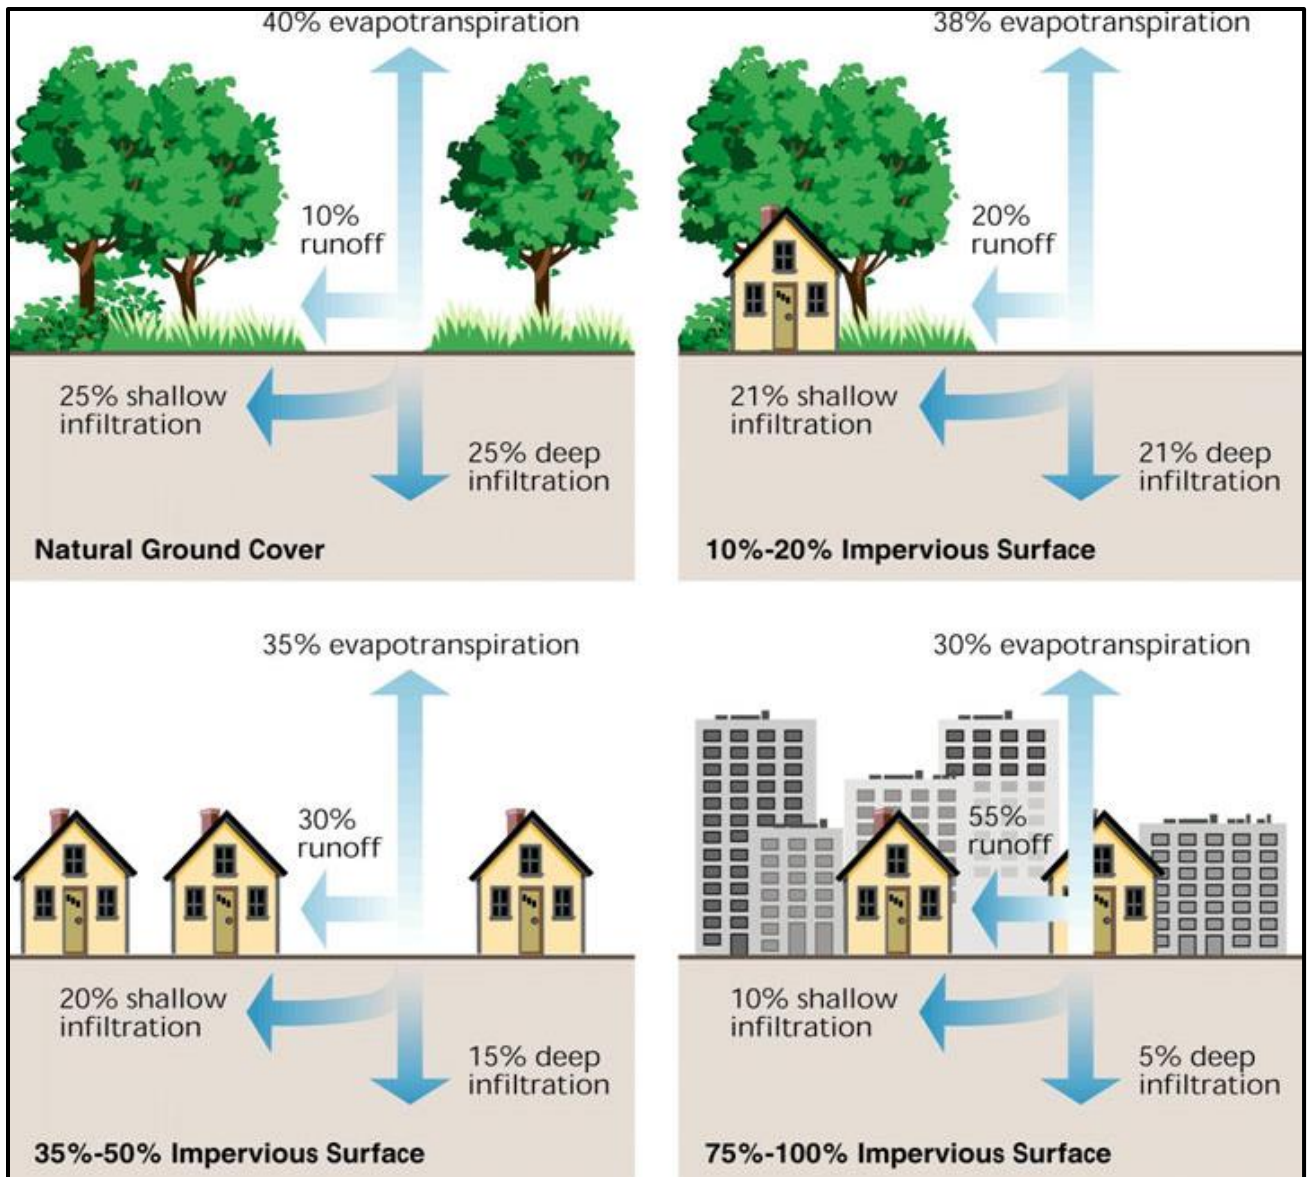 40% evapotranspiration
10%
runoff
25% shallow
infiltration
25% deep
infiltration
Natural Ground Cover
38% evapotranspiration
20%
runoff
21% shallow
infiltration
21% deep
infiltration
10%-20% Impervious Surface
35% evapotranspiration
30%
runoff
20% shallow
infiltration
15% deep
infiltration
35%-50% Impervious Surface
30% evapotranspiration
55%
runoff
10% shallow
infiltration
5% deep
infiltration
75%-100% Impervious Surface